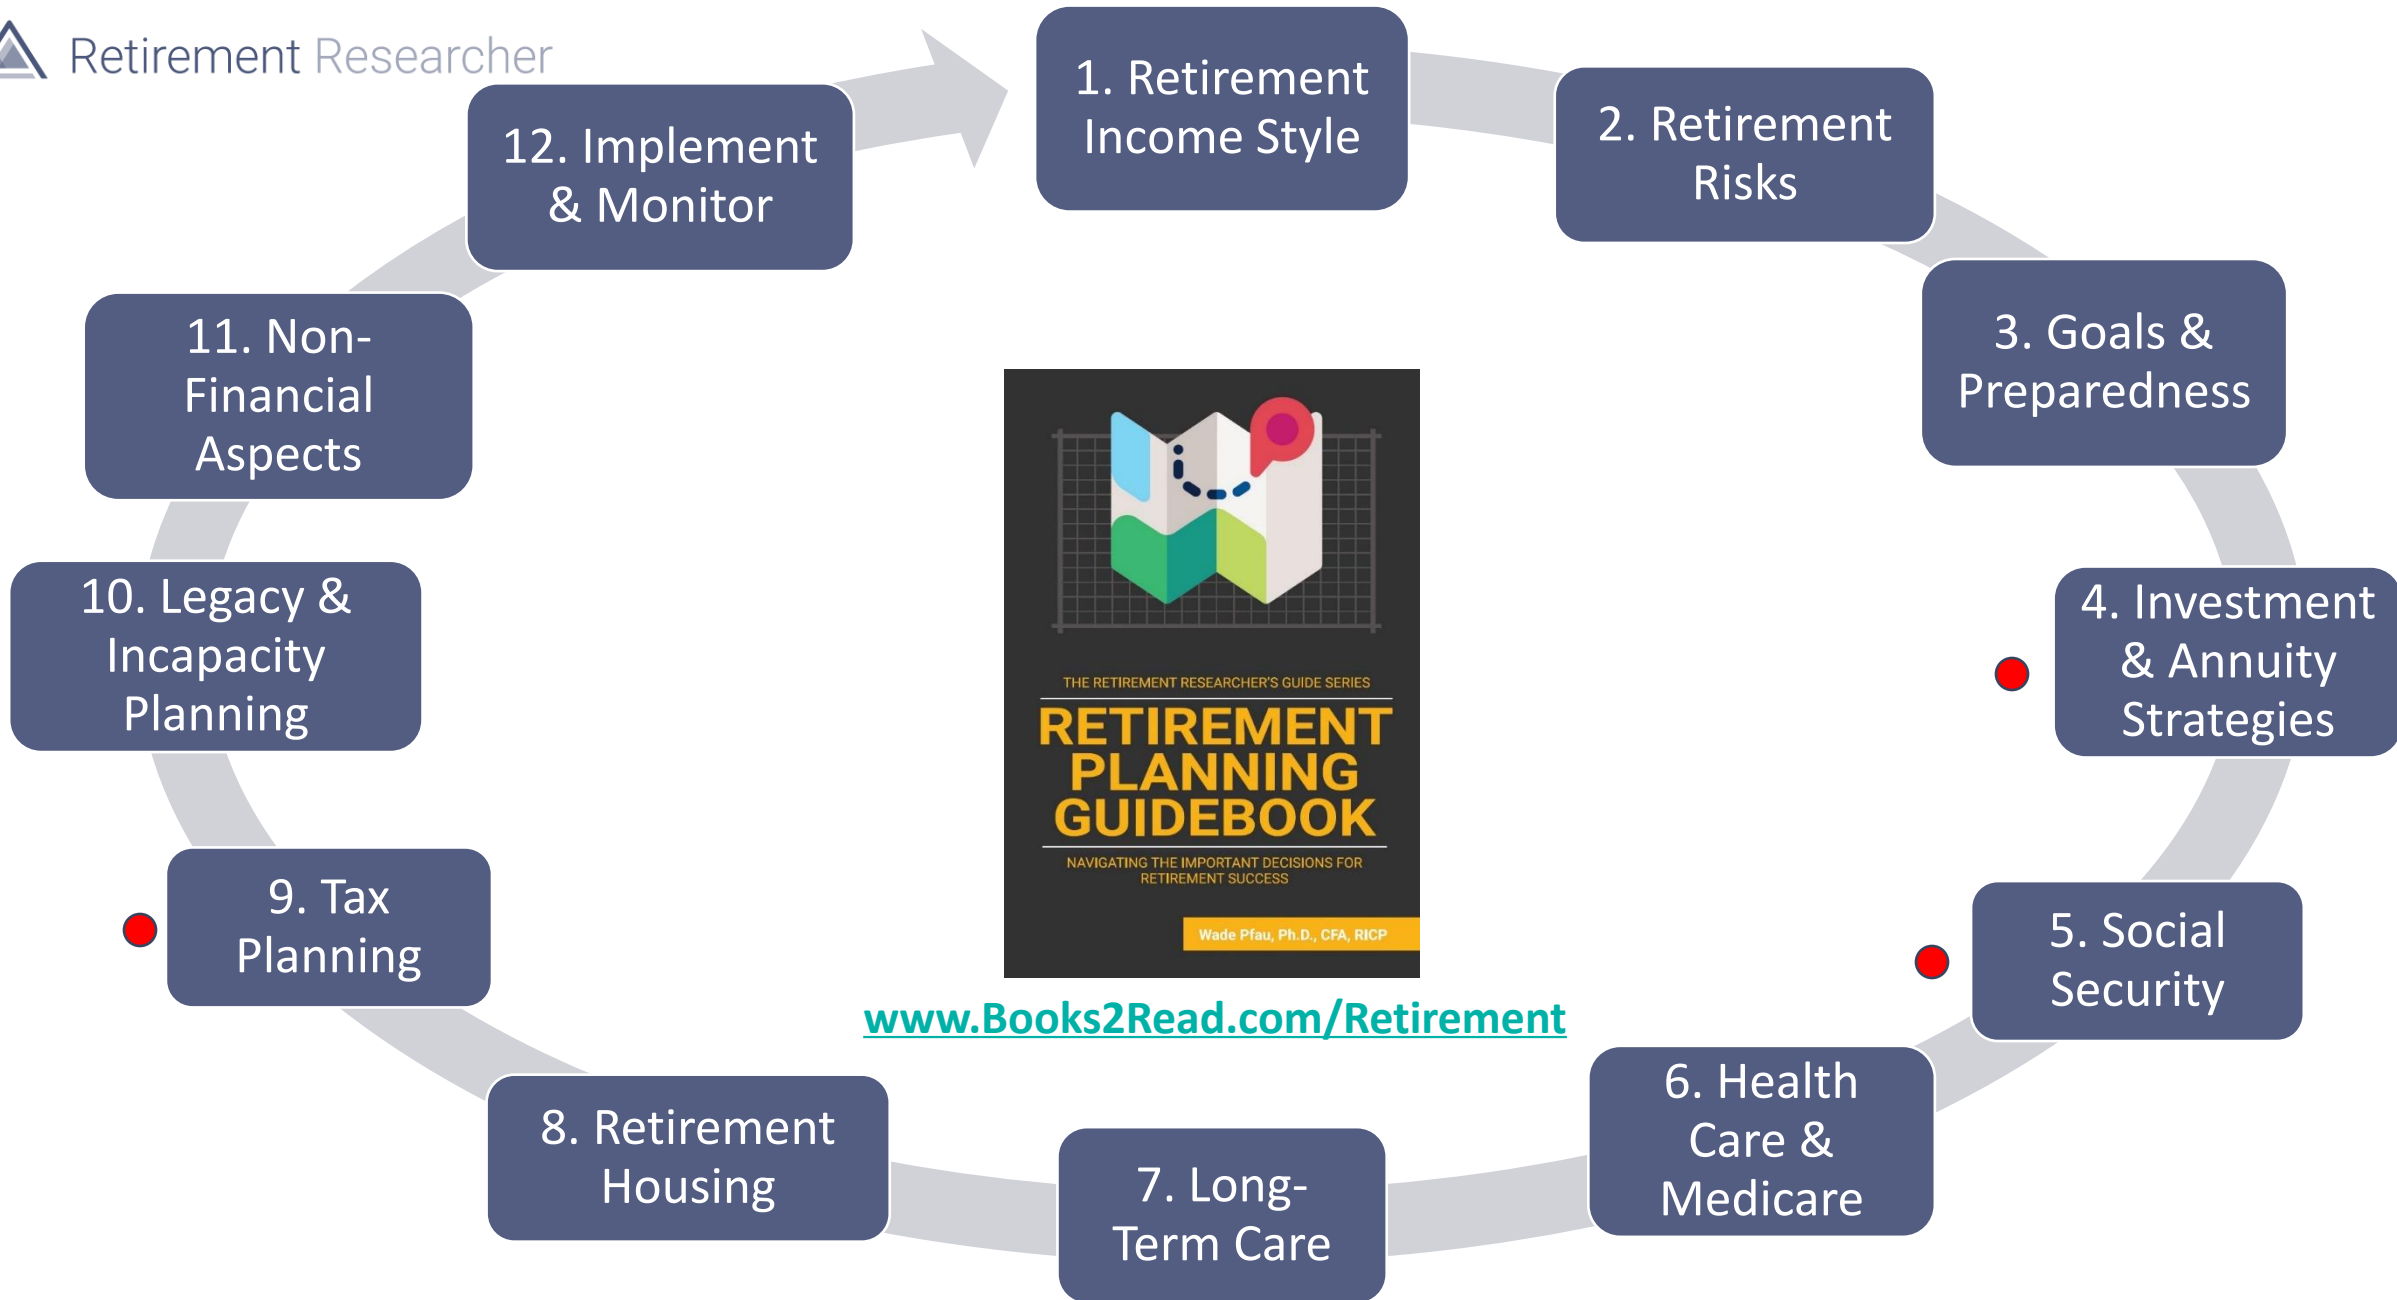 Retirement Researcher
1. Retirement
Income Style
2. Retirement
Risks
3. Goals &
Preparedness
4. Investment
& Annuity
Strategies
5. Social
Security
6. Health
Care &
Medicare
7. Long-
Term Care
8. Retirement
Housing
9. Tax
Planning
10. Legacy &
Incapacity
Planning
11. Non-
Financial
Aspects
12. Implement
& Monitor
THE RETIREMENT RESEARCHER'S GUIDE SERIES
RETIREMENT
PLANNING
GUIDEBOOK
NAVIGATING THE IMPORTANT DECISIONS FOR
RETIREMENT SUCCESS
Wade Pfau, Ph.D., CFA, RICP
www.Books2Read.com/Retirement